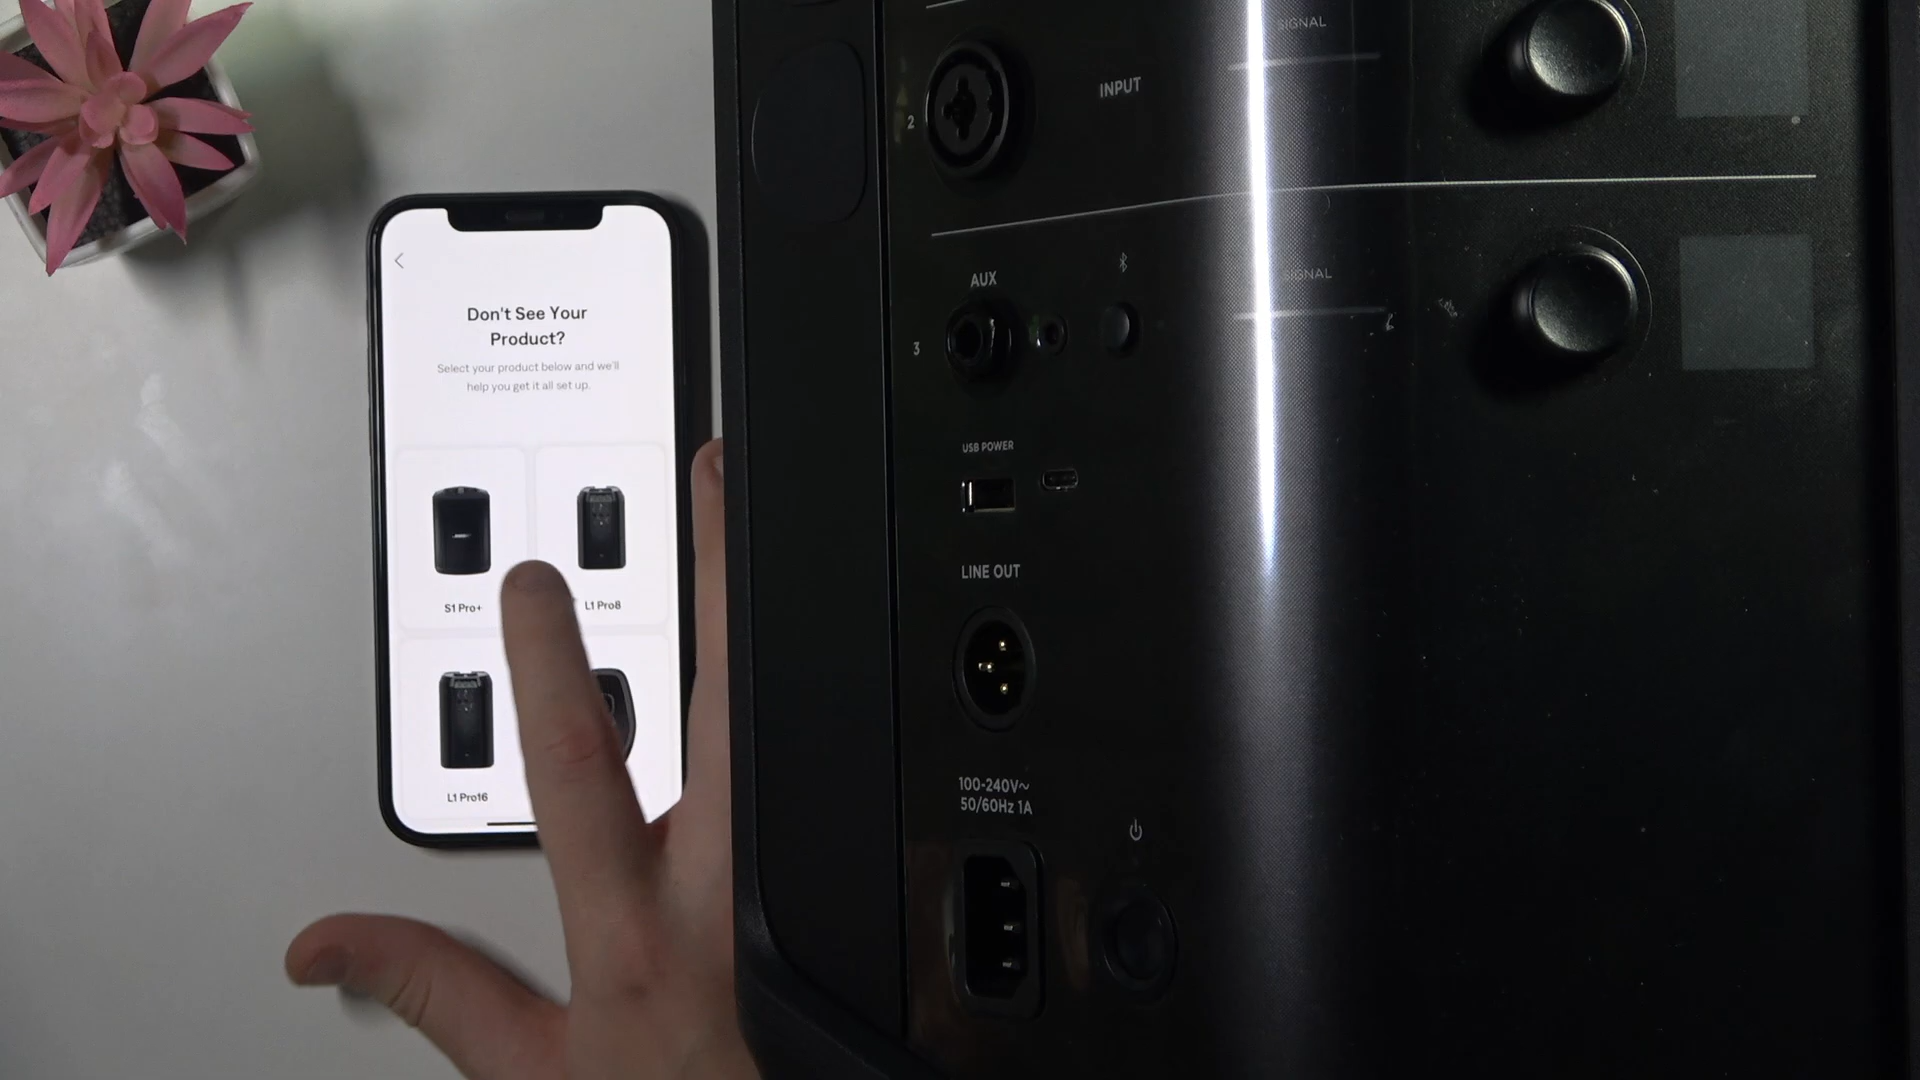 Don't See Your
Product?
Select your product below and we'll
help you get it all set up.
S1 Pro+
L1 Pro8
L1 Pro16
SIGNAL
INPUT
2
AUX
SIGNAL
3
USB POWER
LINE OUT
100-240V~
50/60Hz 1A